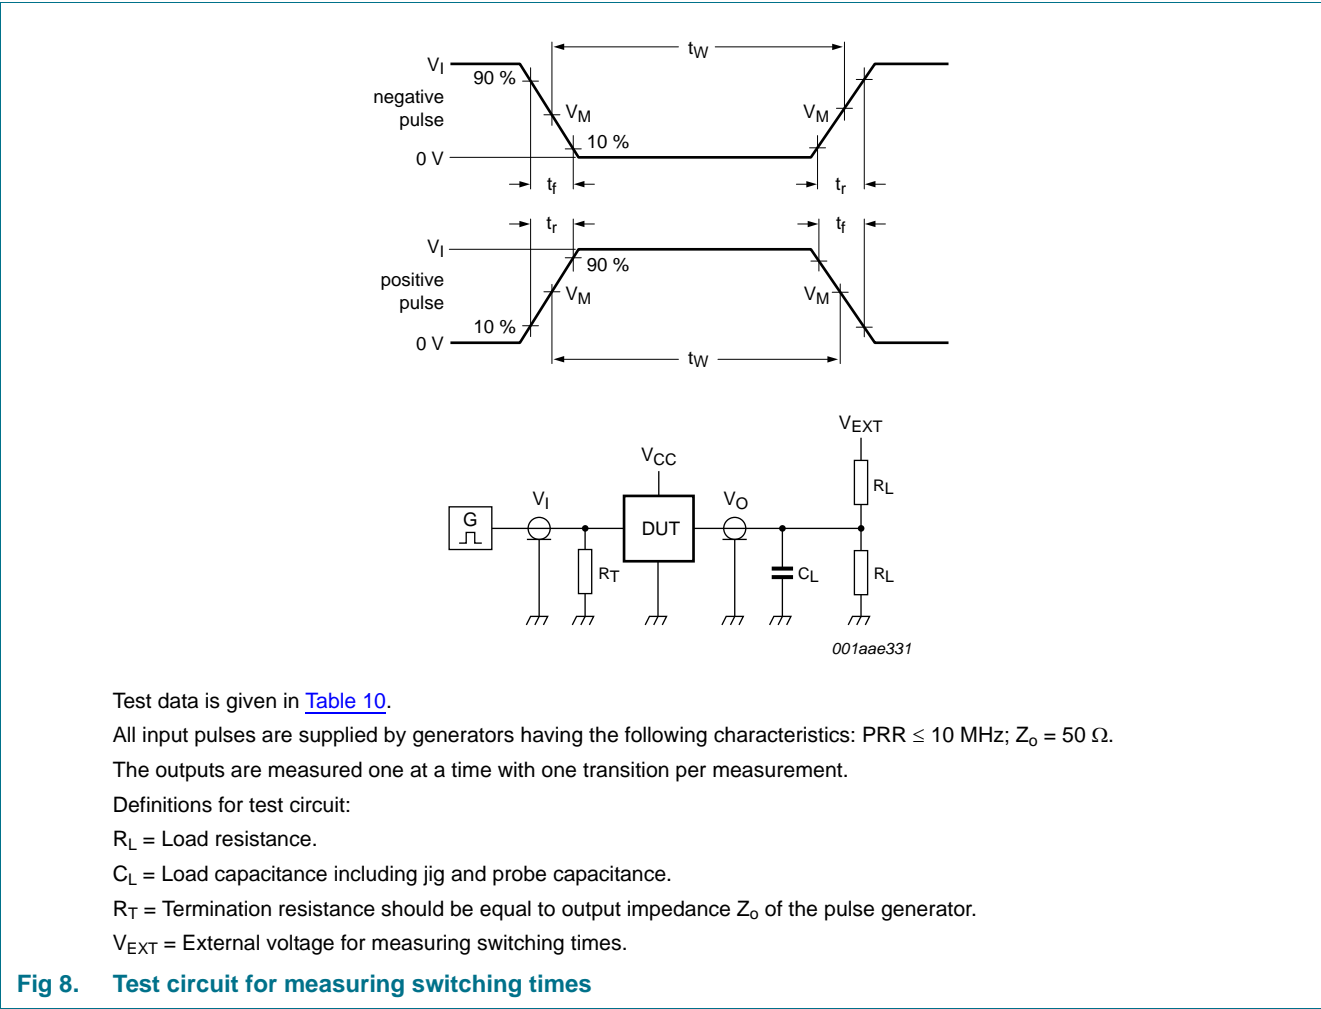 tW
VI
90 %
negative
pulse
VM
VM
10 %
0 V
tf
tr
tr
tf
VI
90 %
positive
pulse
VM
VM
10 %
0 V
tW
VEXT
VCC
RL
VI
VO
G
DUT
RT
CL
RL
001aae331
Test data is given in Table 10.
All input pulses are supplied by generators having the following characteristics: PRR ≤ 10 MHz; Zo = 50 Ω.
The outputs are measured one at a time with one transition per measurement.
Definitions for test circuit:
RL = Load resistance.
CL = Load capacitance including jig and probe capacitance.
RT = Termination resistance should be equal to output impedance Zo of the pulse generator.
VEXT = External voltage for measuring switching times.
Fig 8. Test circuit for measuring switching times